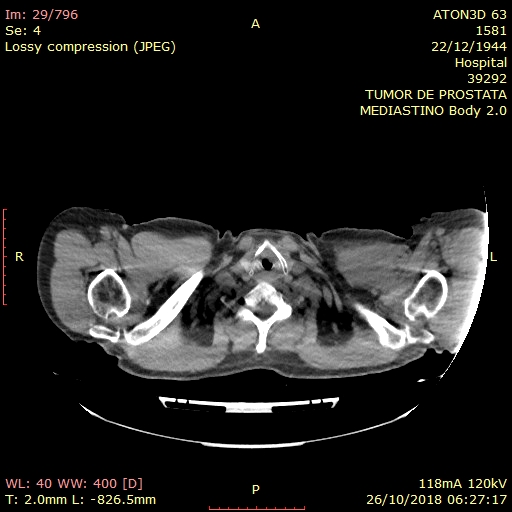 Im: 29/796
Se: 4
Lossy compression (JPEG)
A
ATON3D 63
1581
22/12/1944
Hospital
39292
TUMOR DE PROSTATA
MEDIASTINO Body 2.0
R
L
WL: 40 WW: 400 [D]
T: 2.0mm L: -826.5mm
P
118mA 120kV
26/10/2018 06:27:17